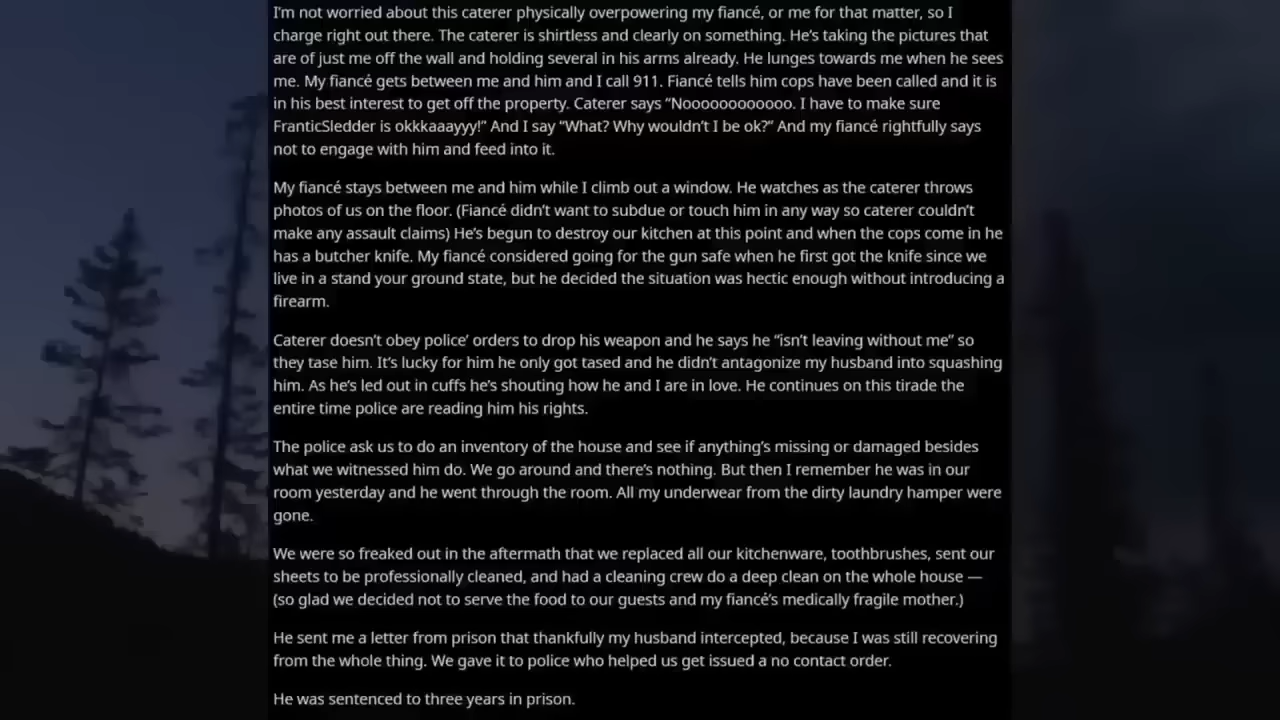 I'm not worried about this caterer physically overpowering my fiancé, or me for that matter, so I
charge right out there. The caterer is shirtless and clearly on something. He's taking the pictures that
are of just me off the wall and holding several in his arms already. He lunges towards me when he sees
me. My fiancé gets between me and him and I call 911. Fiancé tells him cops have been called and it is
in his best interest to get off the property. Caterer says “Nooooooooooo. I have to make sure
FranticSledder is okkkaaayyy!” And I say “What? Why wouldn't I be ok?” And my fiancé rightfully says
not to engage with him and feed into it.
My fiancé stays between me and him while I climb out a window. He watches as the caterer throws
photos of us on the floor. (Fiancé didn't want to subdue or touch him in any way so caterer couldn't
make any assault claims) He's begun to destroy our kitchen at this point and when the cops come in he
has a butcher knife. My fiancé considered going for the gun safe when he first got the knife since we
live in a stand your ground state, but he decided the situation was hectic enough without introducing a
firearm.
Caterer doesn't obey police' orders to drop his weapon and he says he “isn't leaving without me” so
they tase him. It's lucky for him he only got tased and he didn't antagonize my husband into squashing
him. As he's led out in cuffs he's shouting how he and I are in love. He continues on this tirade the
entire time police are reading him his rights.
The police ask us to do an inventory of the house and see if anything's missing or damaged besides
what we witnessed him do. We go around and there's nothing. But then I remember he was in our
room yesterday and he went through the room. All my underwear from the dirty laundry hamper were
gone.
We were so freaked out in the aftermath that we replaced all our kitchenware, toothbrushes, sent our
sheets to be professionally cleaned, and had a cleaning crew do a deep clean on the whole house —
(so glad we decided not to serve the food to our guests and my fiancé's medically fragile mother.)
He sent me a letter from prison that thankfully my husband intercepted, because I was still recovering
from the whole thing. We gave it to police who helped us get issued a no contact order.
He was sentenced to three years in prison.